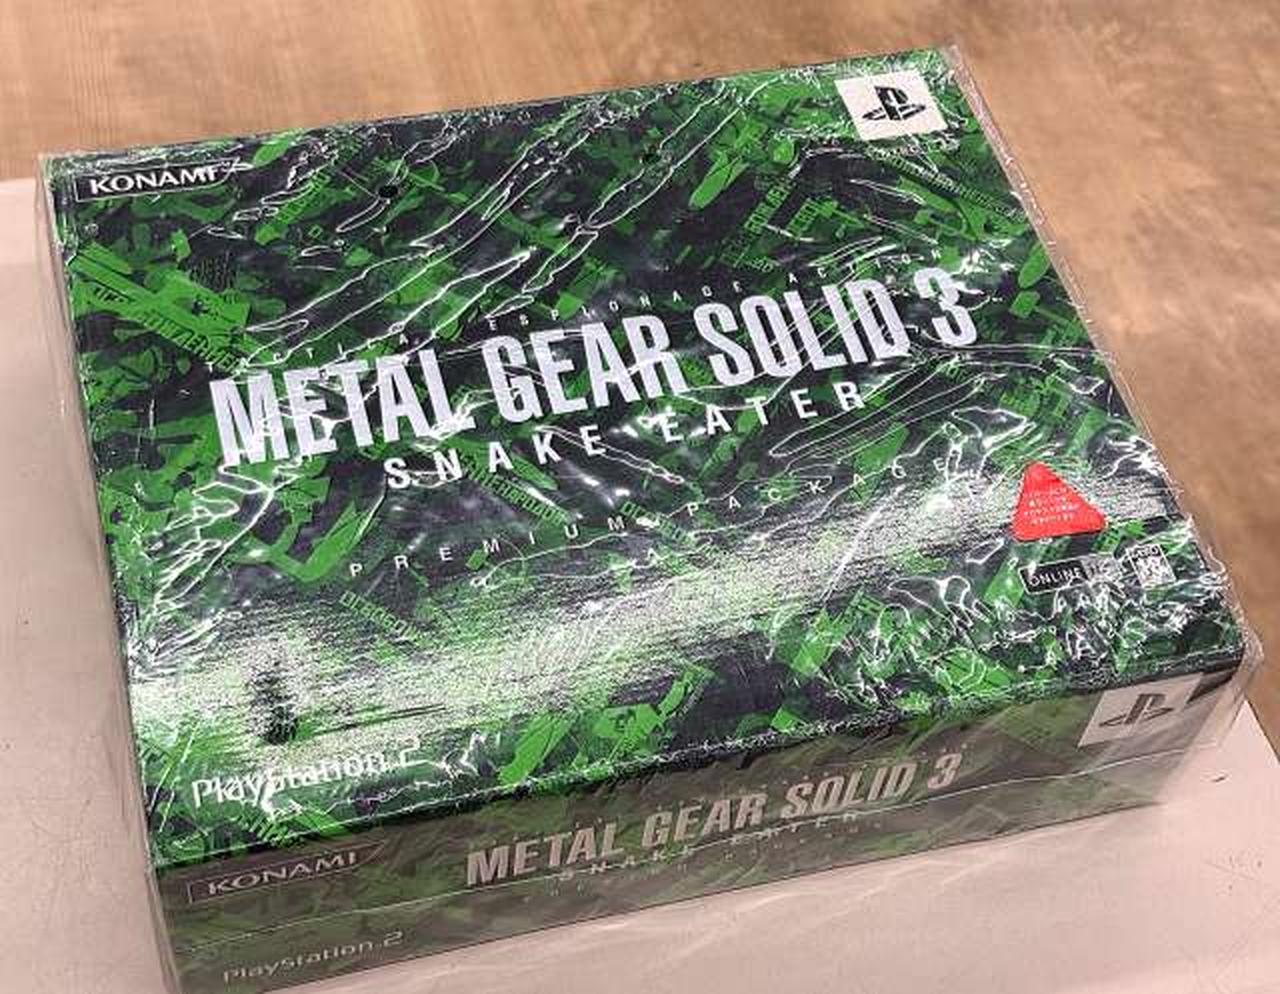 KONAMI
TACTICAL ESPIONAGE ACTION
METAL GEAR SOLID 3
SNAKE EATER
PREMIUM PACKAGE
ONLINE
PlayStation 2
METAL GEAR SOLID 3
SNAKE EATER
KONAMI
PlayStation 2